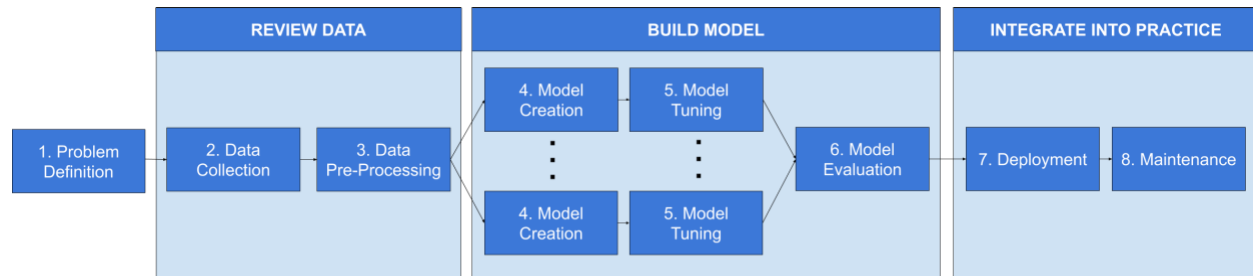 REVIEW DATA
BUILD MODEL
INTEGRATE INTO PRACTICE
1. Problem
Definition
2. Data
Collection
3. Data
Pre-Processing
4. Model
Creation
5. Model
Tuning
4. Model
Creation
5. Model
Tuning
6. Model
Evaluation
7. Deployment
8. Maintenance